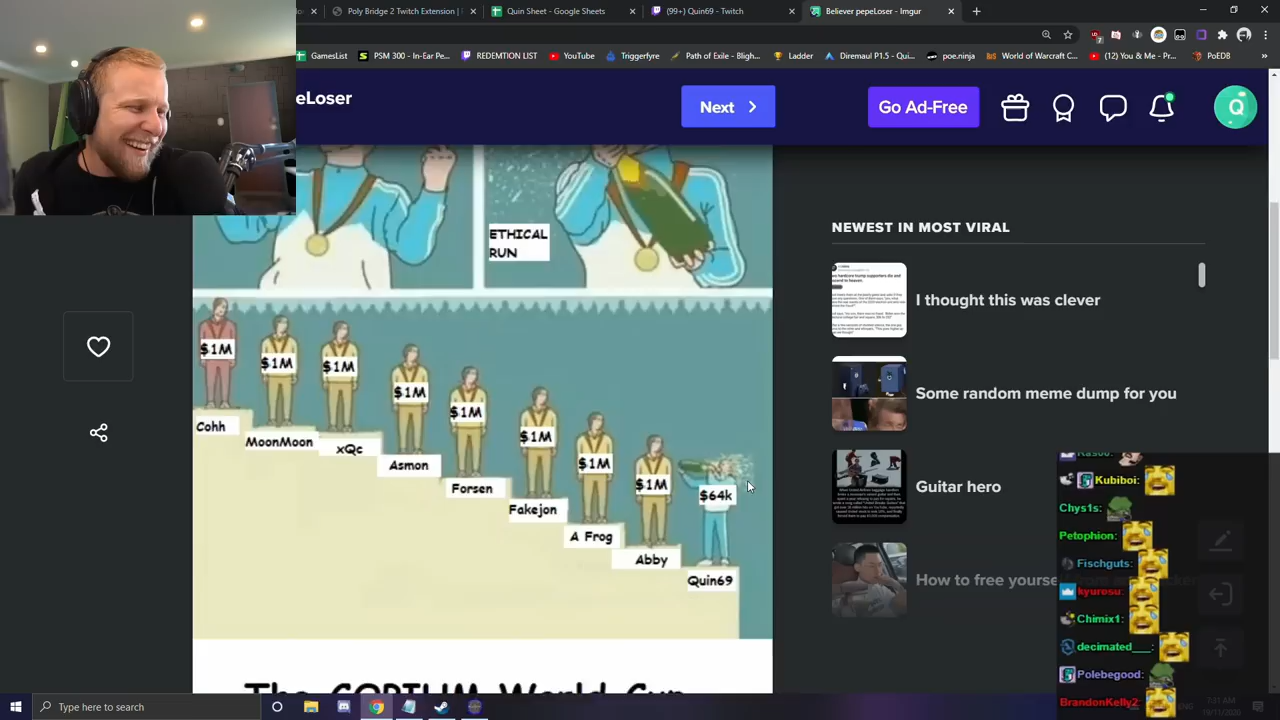 Poly Bridge 2 Twitch Extension |
Quin Sheet - Google Sheets
(99+) Quin69 - Twitch
Believer pepeLoser - Imgur
GamesList
PSM 300 - In-Ear Pe...
REDEMTION LIST
YouTube
Triggerfyre
Path of Exile – Bligh...
Ladder
Diremaul P1.5 - Qui...
poe.ninja
World of Warcraft C...
(12) You & Me - Pr...
PoEDB
eLoser
Next
Go Ad-Free
Q
ETHICAL
RUN
$1M
$1M
$1M
$1M
$1M
$1M
$1M
$1M
$64k
Cohh
MoonMoon
xQc
Asmon
Forsen
Fakejon
A Frog
Abby
Quin69
NEWEST IN MOST VIRAL
I thought this was clever
Some random meme dump for you
Guitar hero
How to free yourse
Kubiboi:
Chys1s:
Petophion:
Fischguts:
kyuresu:
Chimix1:
decimated___:
Polebegood:
BrandonKelly2:
Type here to search
7:31 AM